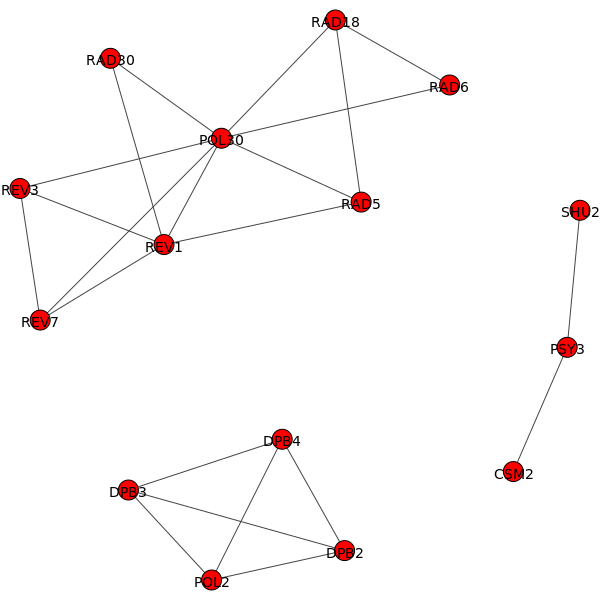 RAD18
RAD30
RAD6
POL30
REV3
RAD5
SHU2
REV1
REV7
PSY3
DPB4
CSM2
DPB3
DPB2
POL2